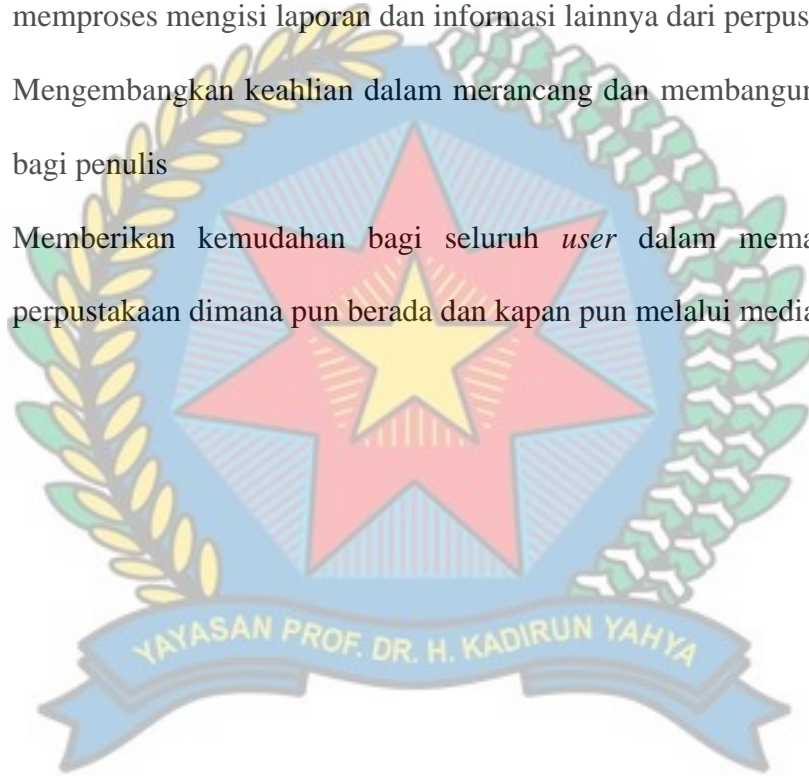 memproses mengisi laporan dan informasi lainnya dari perpus
Mengembangkan keahlian dalam merancang dan membangun
bagi penulis
Memberikan kemudahan bagi seluruh user dalam mema
perpustakaan dimana pun berada dan kapan pun melalui media
YAYASAN PROF. DR. H. KADIRUN YAHYA